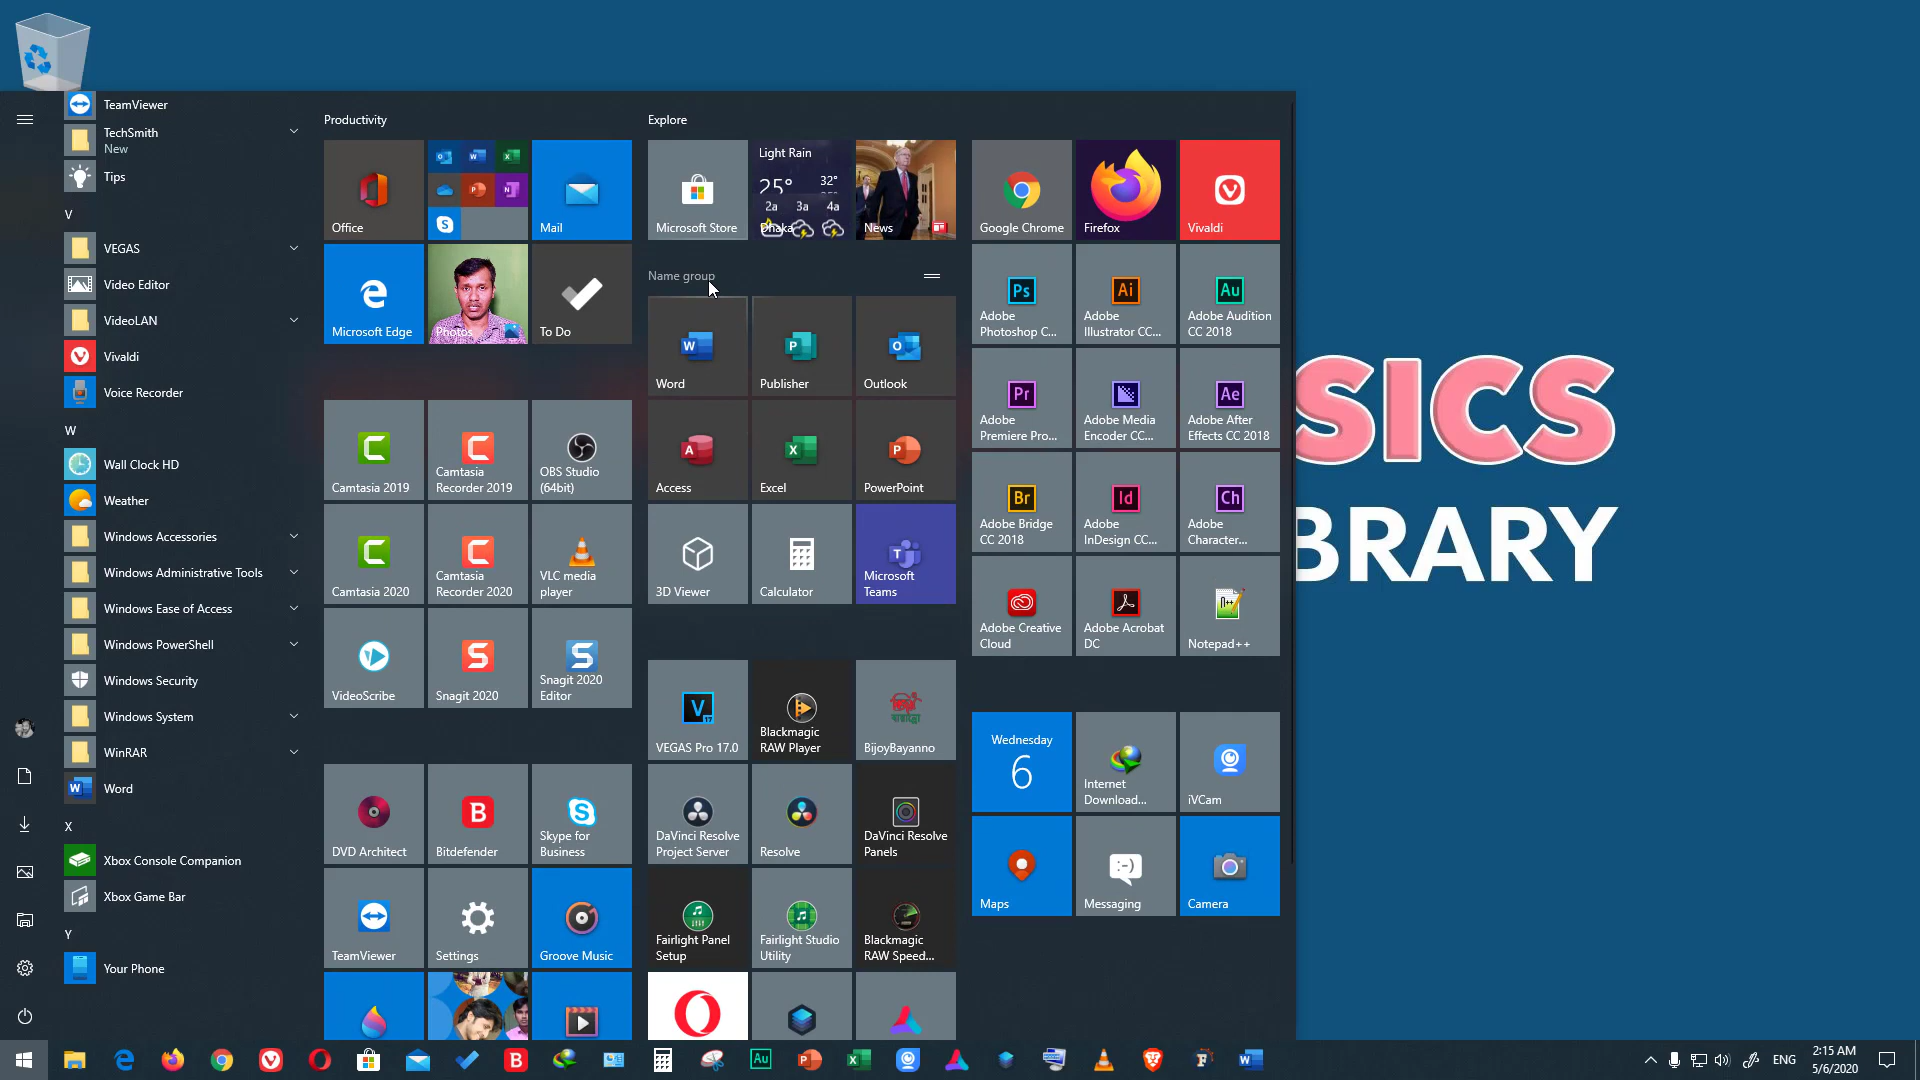 TeamViewer
TechSmith
New
Tips
V
VEGAS
Video Editor
VideoLAN
Vivaldi
Voice Recorder
W
Wall Clock HD
Weather
Windows Accessories
Windows Administrative Tools
Windows Ease of Access
Windows PowerShell
Windows Security
Windows System
WinRAR
Word
X
Xbox Console Companion
Xbox Game Bar
Y
Your Phone
Productivity
Office
Mail
Microsoft Edge
Photos
To Do
Camtasia 2019
Camtasia
Recorder 2019
OBS Studio
(64bit)
Camtasia 2020
Camtasia
Recorder 2020
VLC media
player
VideoScribe
Snagit 2020
Snagit 2020
Editor
DVD Architect
Bitdefender
Skype for
Business
TeamViewer
Settings
Groove Music
Explore
Microsoft Store
Light Rain
25°
32°
2a 3a 4a
Dhaka
News
Name group
Word
Publisher
Outlook
Access
Excel
PowerPoint
3D Viewer
Calculator
Microsoft
Teams
VEGAS Pro 17.0
Blackmagic
RAW Player
BijoyBayanno
DaVinci Resolve
Project Server
Resolve
DaVinci Resolve
Panels
Fairlight Panel
Setup
Fairlight Studio
Utility
Blackmagic
RAW Speed...
Google Chrome
Firefox
Vivaldi
Ps
Adobe
Photoshop C...
Ai
Adobe
Illustrator CC...
Au
Adobe Audition
CC 2018
Pr
Adobe
Premiere Pro...
Adobe Media
Encoder CC...
Ae
Adobe After
Effects CC 2018
Br
Adobe Bridge
CC 2018
Id
Adobe
InDesign CC...
Ch
Adobe
Character...
Adobe Creative
Cloud
Adobe Acrobat
DC
Notepad++
Wednesday
6
Internet
Download...
iVCam
Maps
Messaging
Camera
SICS
BRARY
ENG
2:15 AM
5/6/2020